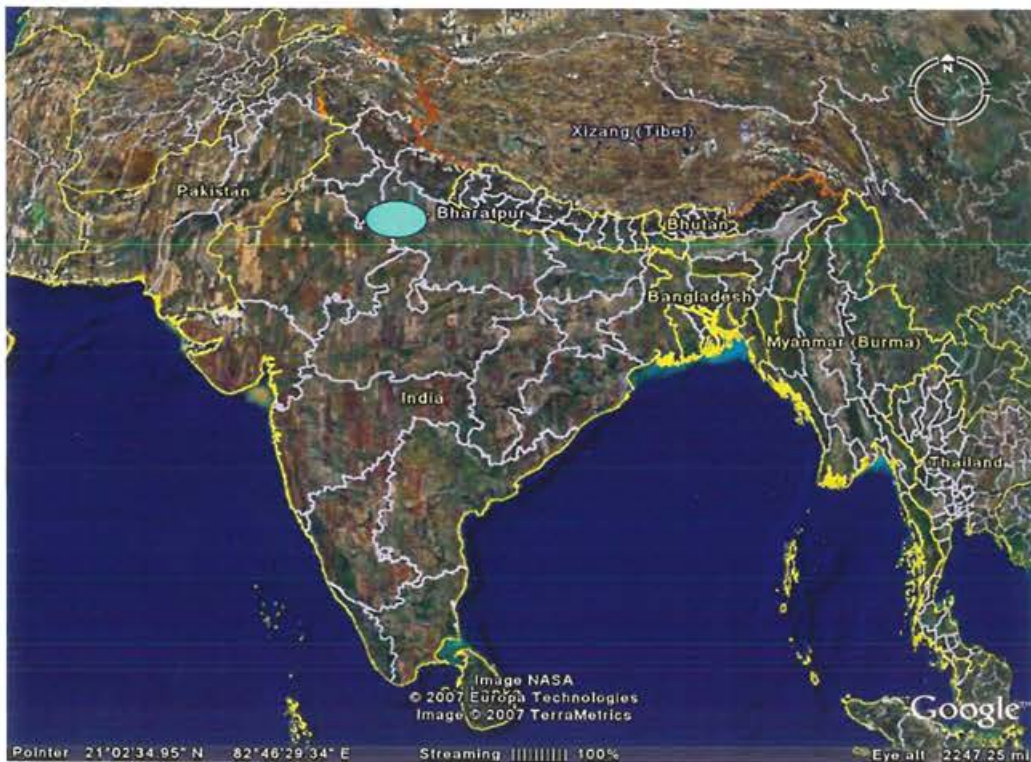 N
Xizang (Tibet)
Pakistan
Bharatpur
Bhutan
Bangladesh
Myanmar (Burma)
India
Thailand
Image NASA
© 2007 Europa Technologies
Image © 2007 TerraMetrics
Google
Pointer 21°02'34.95" N 82°46'29.34" E Streaming |||||||||| 100% Eye alt 2247.25 mi